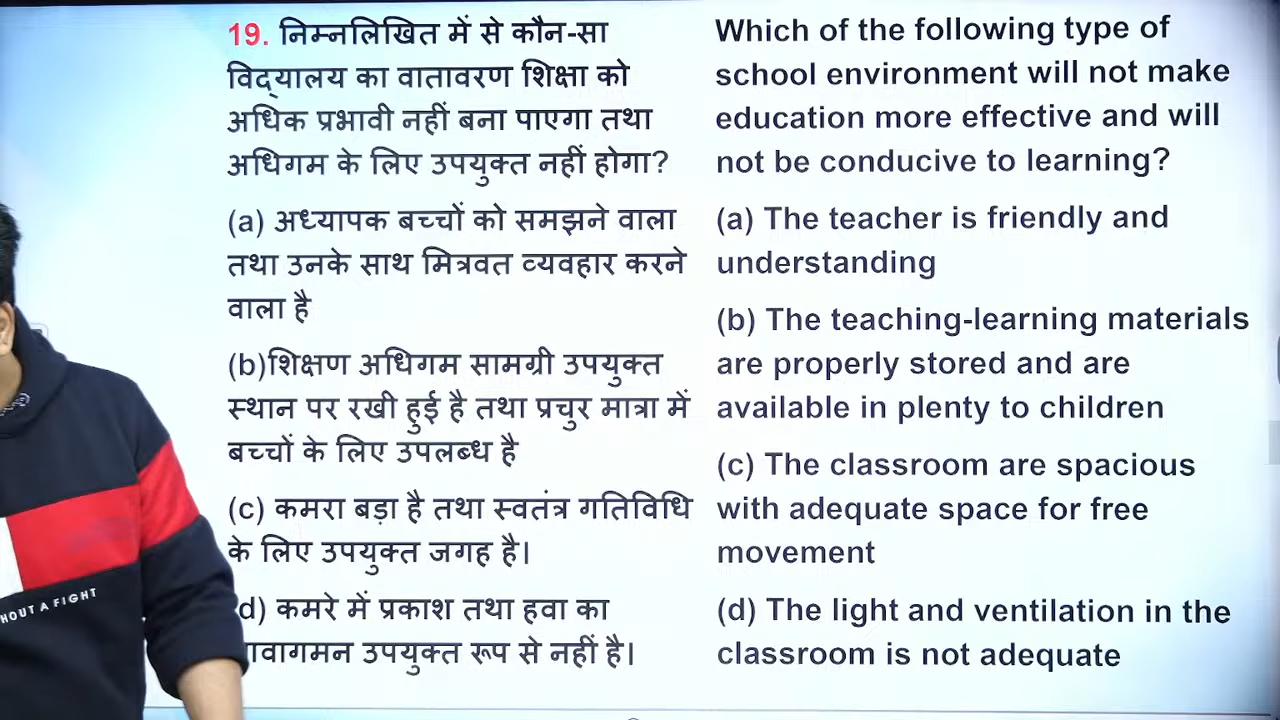 19. निम्नलिखित में से कौन-सा
विद्यालय का वातावरण शिक्षा को
अधिक प्रभावी नहीं बना पाएगा तथा
अधिगम के लिए उपयुक्त नहीं होगा?
(a) अध्यापक बच्चों को समझने वाला
तथा उनके साथ मित्रवत व्यवहार करने
वाला है
(b)शिक्षण अधिगम सामग्री उपयुक्त
स्थान पर रखी हुई है तथा प्रचुर मात्रा में
बच्चों के लिए उपलब्ध है
(c) कमरा बड़ा है तथा स्वतंत्र गतिविधि
के लिए उपयुक्त जगह है।
d) कमरे में प्रकाश तथा हवा का
वागमन उपयुक्त रूप से नहीं है।
Which of the following type of
school environment will not make
education more effective and will
not be conducive to learning?
(a) The teacher is friendly and
understanding
(b) The teaching-learning materials
are properly stored and are
available in plenty to children
(c) The classroom are spacious
with adequate space for free
movement
(d) The light and ventilation in the
classroom is not adequate
HOUT A FIGHT